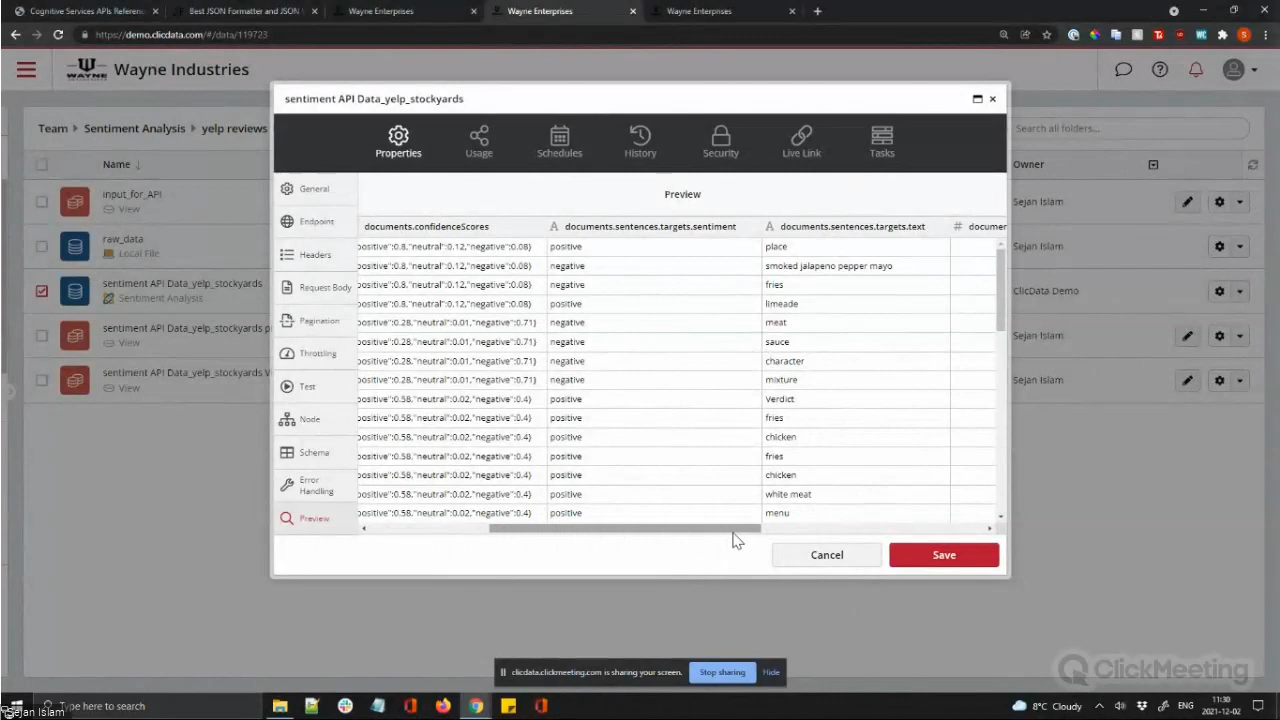 Cognitive Services APIs Referenc
Best JSON Formatter and JSON
Wayne Enterprises
Wayne Enterprises
Wayne Enterprises
https://demo.clicdata.com/#/data/119723
WAYNE
Wayne Industries
sentiment API Data_yelp_stockyards
Properties
Usage
Schedules
History
Security
Live Link
Tasks
Team
Sentiment Analysis
yelp reviews
Search all folders...
Name
Owner
input_for_API
View
Sejan Islam
raw_data
Local File
Sejan Islam
sentiment API Data_yelp_stockyards
Sentiment Analysis
ClicData Demo
sentiment API Data_yelp_stockyards p
View
Sejan Islam
sentiment API Data_yelp_stockyards V
View
Sejan Islam
General
Endpoint
Headers
Request Body
Pagination
Throttling
Test
Node
Schema
Error
Handling
Preview
Preview
documents.confidenceScores A documents.sentences.targets.sentiment A documents.sentences.targets.text # documer
positive":0.8,"neutral":0.12,"negative":0.08} positive place
positive":0.8,"neutral":0.12,"negative":0.08} negative smoked jalapeno pepper mayo
positive":0.8,"neutral":0.12,"negative":0.08} negative fries
positive":0.8,"neutral":0.12,"negative":0.08} positive limeade
positive":0.28,"neutral":0.01,"negative":0.71} negative meat
positive":0.28,"neutral":0.01,"negative":0.71} negative sauce
positive":0.28,"neutral":0.01,"negative":0.71} negative character
positive":0.28,"neutral":0.01,"negative":0.71} negative mixture
positive":0.58,"neutral":0.02,"negative":0.4} positive Verdict
positive":0.58,"neutral":0.02,"negative":0.4} positive fries
positive":0.58,"neutral":0.02,"negative":0.4} positive chicken
positive":0.58,"neutral":0.02,"negative":0.4} positive fries
positive":0.58,"neutral":0.02,"negative":0.4} positive chicken
positive":0.58,"neutral":0.02,"negative":0.4} positive white meat
positive":0.58,"neutral":0.02,"negative":0.4} positive menu
Cancel
Save
clicdata.clickmeeting.com is sharing your screen.
Stop sharing
Hide
ClickMeeting
Type here to search
Sejan Islam
8°C Cloudy
ENG
11:30
2021-12-02